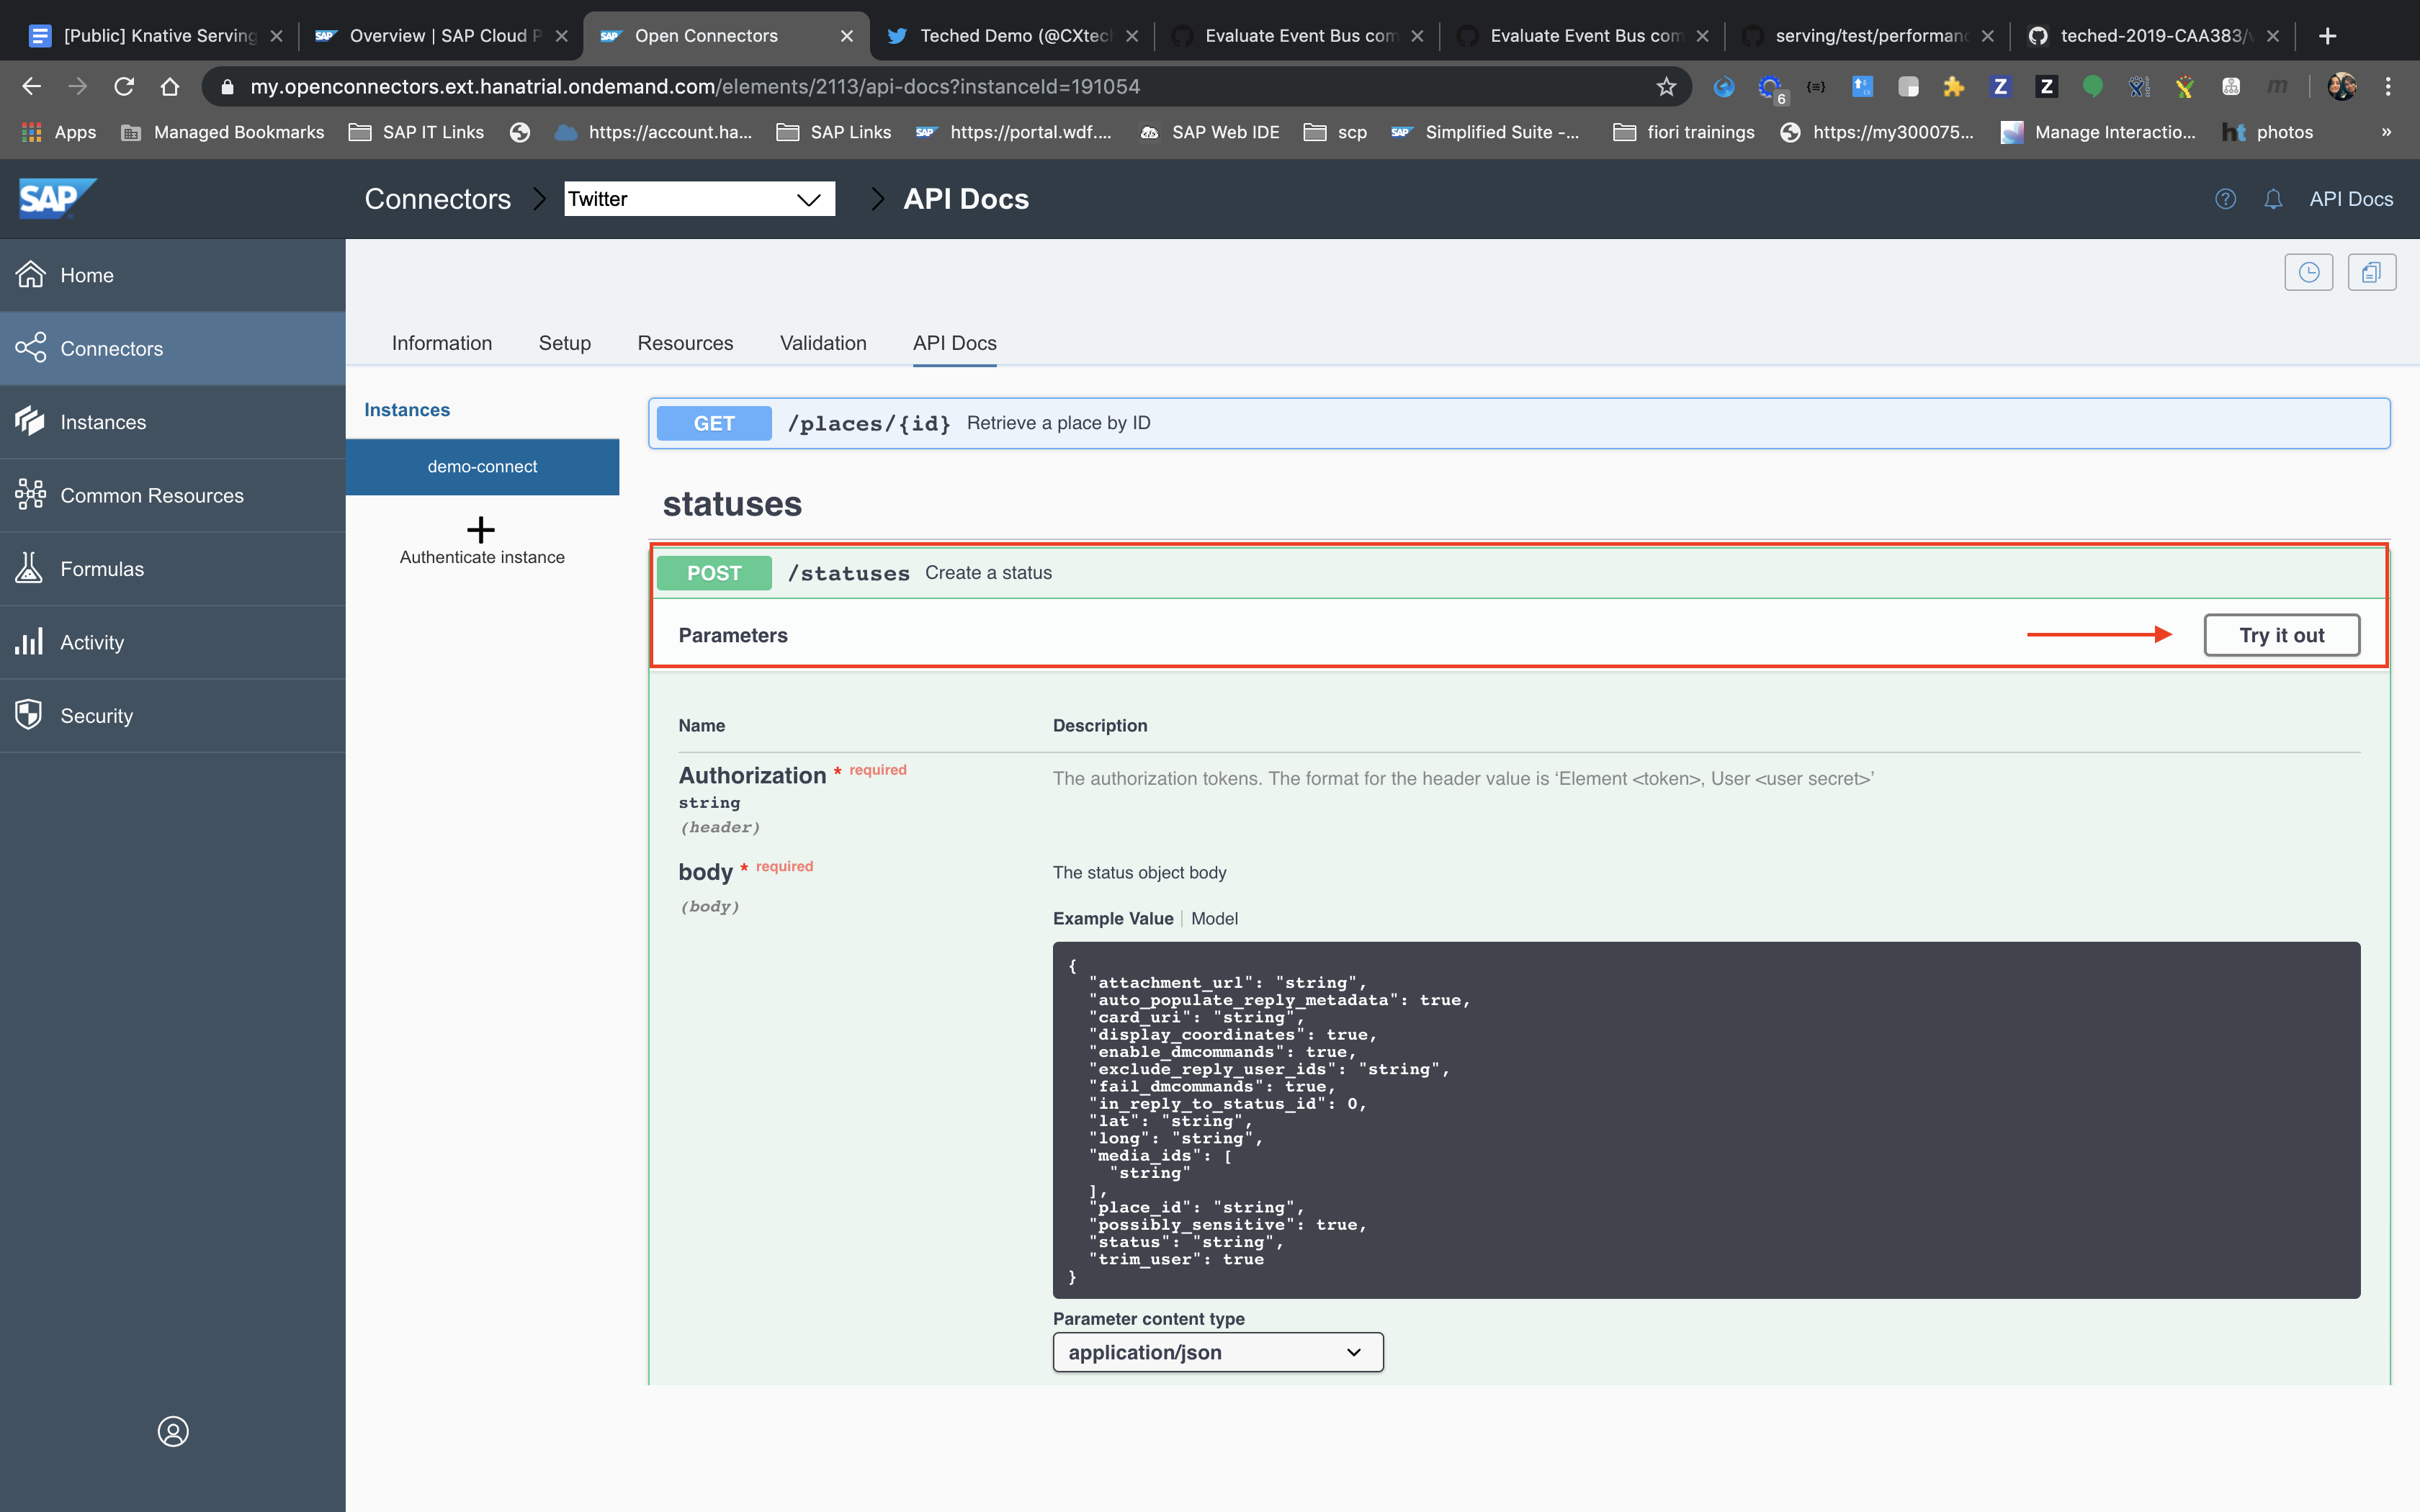 [Public] Knative Serving
Overview | SAP Cloud P
Open Connectors
Teched Demo (@CXtec
Evaluate Event Bus com
Evaluate Event Bus com
serving/test/performan
teched-2019-CAA383/
my.openconnectors.ext.hanatrial.ondemand.com/elements/2113/api-docs?instanceId=191054
6
Apps
Managed Bookmarks
SAP IT Links
https://account.ha...
SAP Links
https://portal.wdf....
SAP Web IDE
scp
Simplified Suite -...
fiori trainings
https://my300075...
Manage Interactio...
ht photos
»
SAP
Connectors
Twitter
API Docs
API Docs
Home
Connectors
Instances
Common Resources
Formulas
Activity
Security
Information
Setup
Resources
Validation
API Docs
Instances
demo-connect
Authenticate instance
GET /places/{id} Retrieve a place by ID
statuses
POST /statuses Create a status
Parameters
Try it out
Name Description
Authorization * required
string
(header)
The authorization tokens. The format for the header value is ‘Element <token>, User <user secret>’
body * required
(body)
The status object body
Example Value | Model
{
"attachment_url": "string",
"auto_populate_reply_metadata": true,
"card_uri": "string",
"display_coordinates": true,
"enable_dmcommands": true,
"exclude_reply_user_ids": "string",
"fail_dmcommands": true,
"in_reply_to_status_id": 0,
"lat": "string",
"long": "string",
"media_ids": [
"string"
],
"place_id": "string",
"possibly_sensitive": true,
"status": "string",
"trim_user": true
}
Parameter content type
application/json